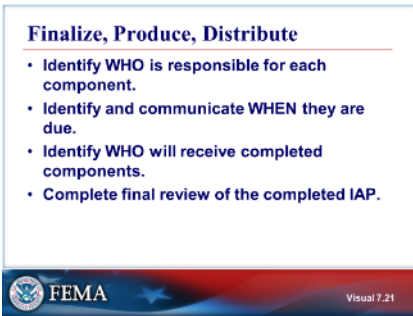 Finalize, Produce, Distribute
• Identify WHO is responsible for each
component.
• Identify and communicate WHEN they are
due.
• Identify WHO will receive completed
components.
• Complete final review of the completed IAP.
FEMA
Visual 7.21